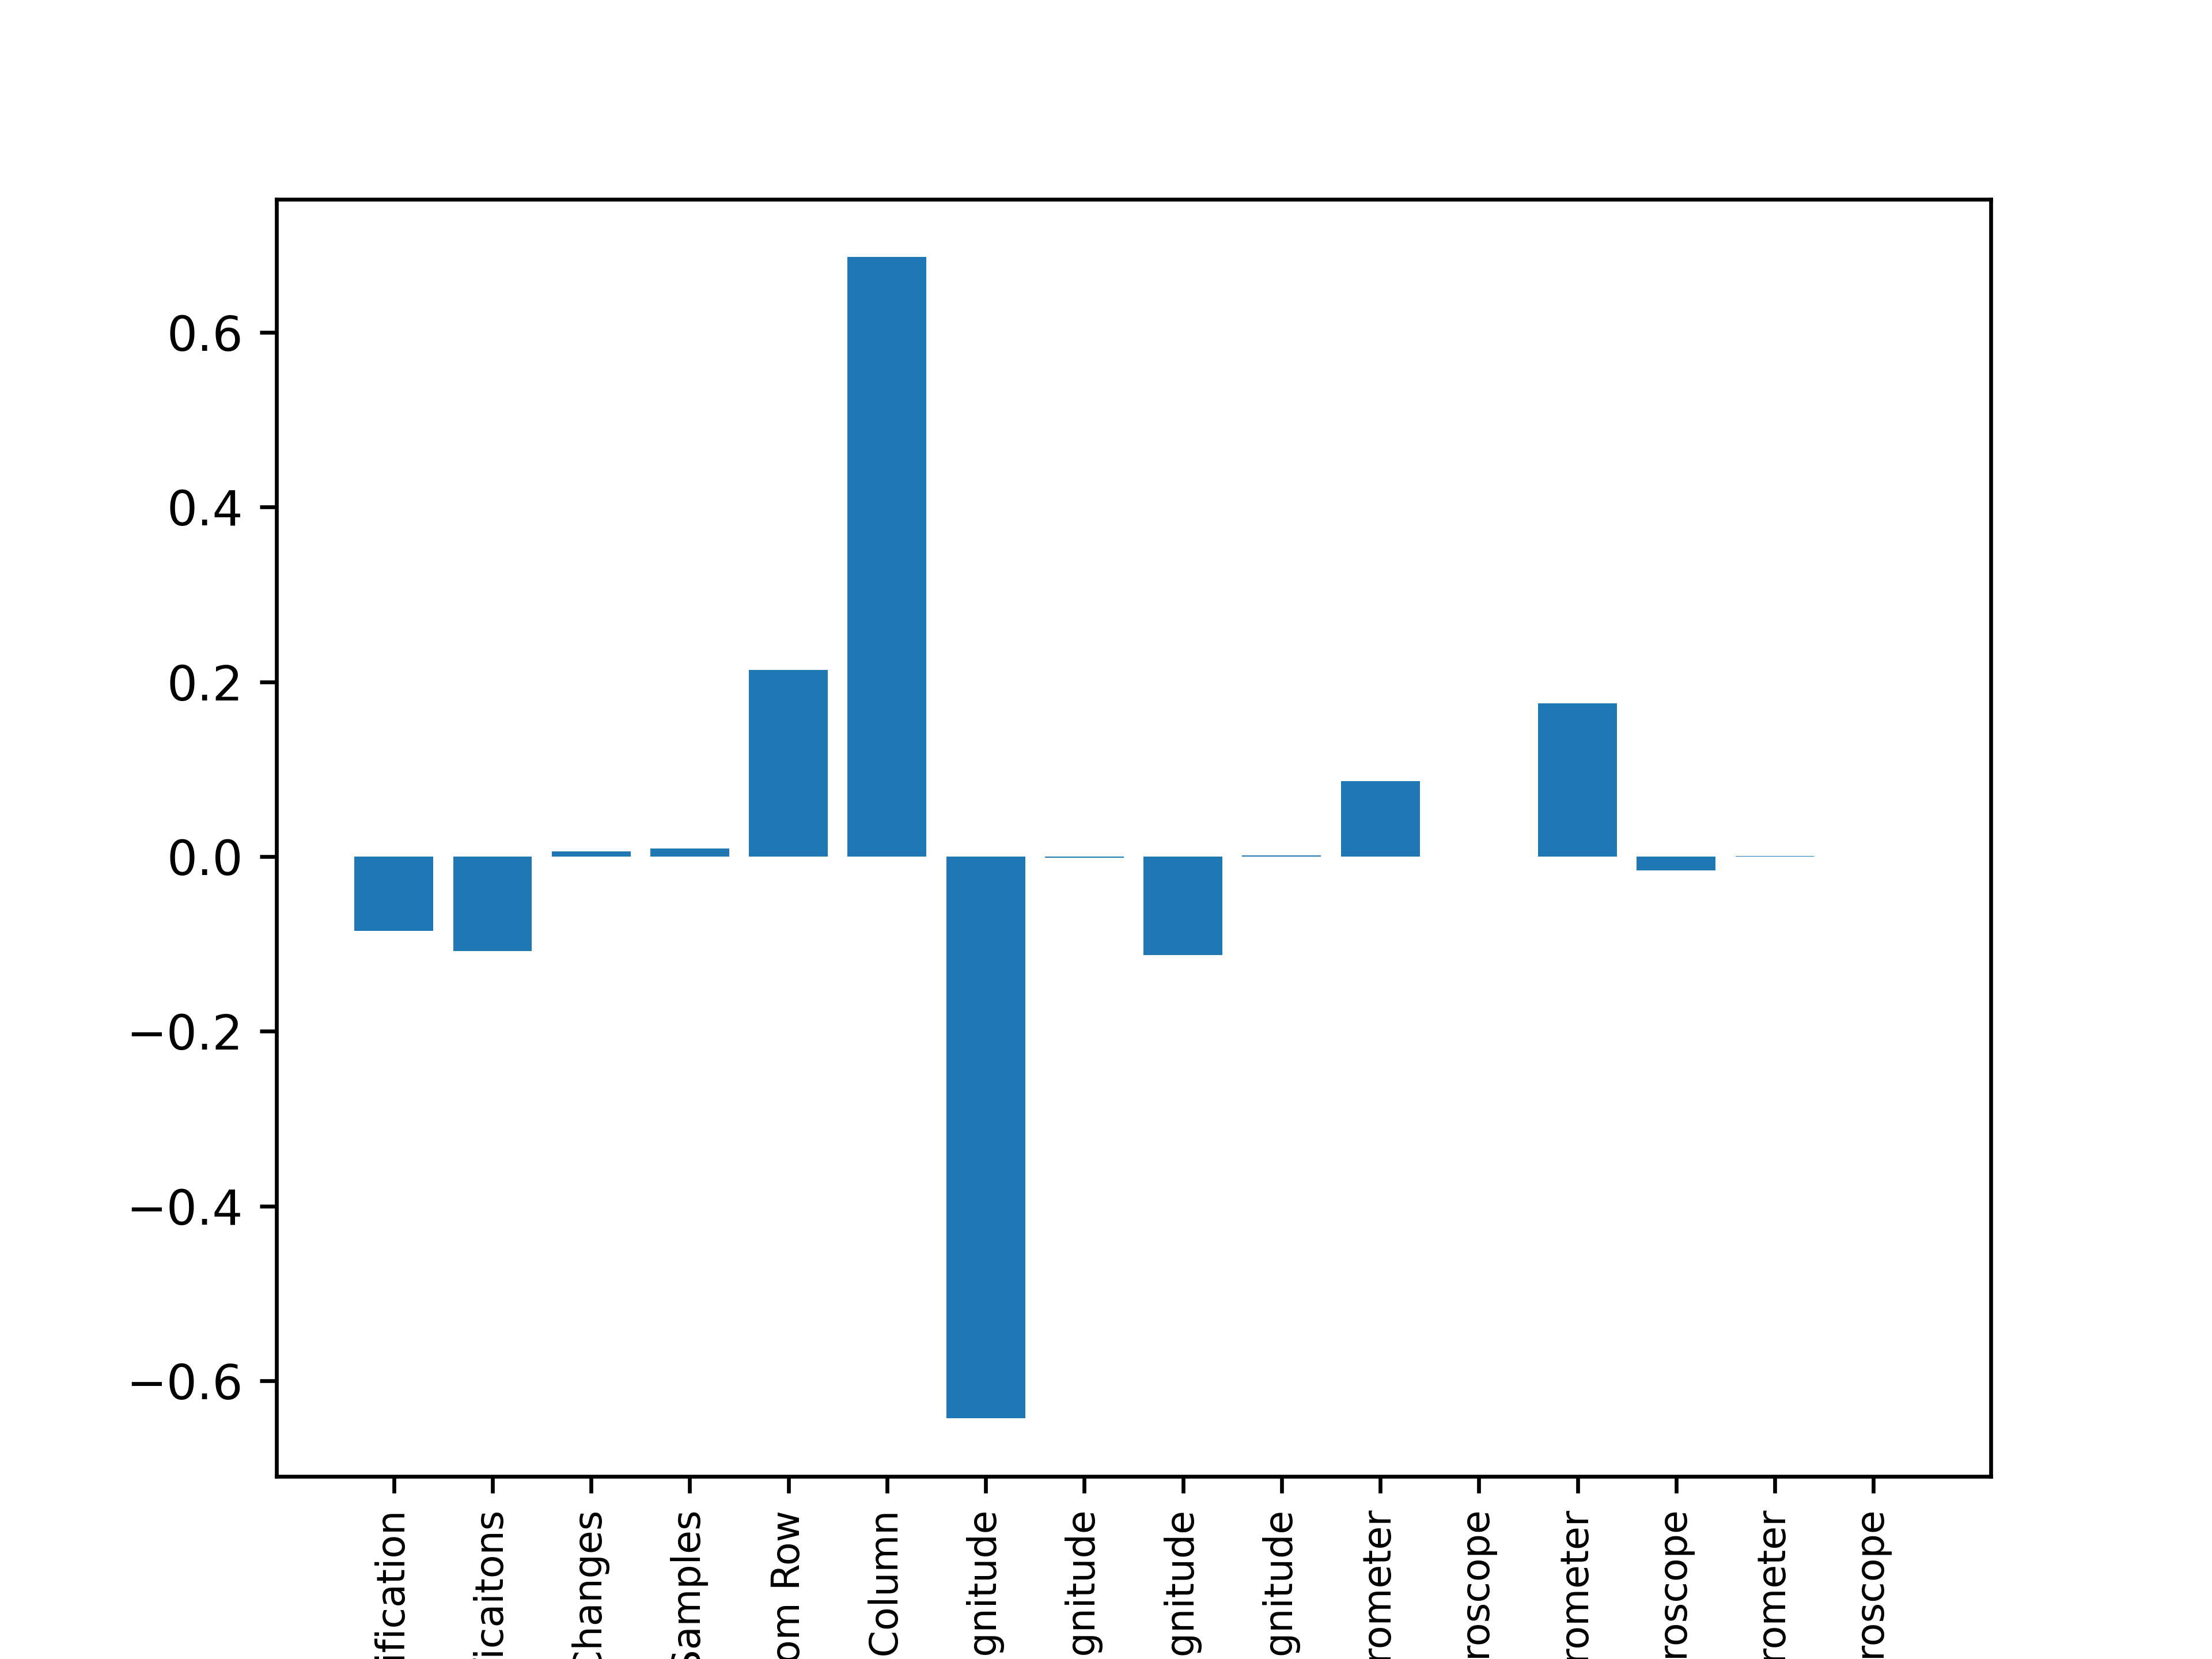 0.6
0.4
0.2
0.0
−0.2
−0.4
−0.6
ification
icaitons
Changes
Samples
om Row
Column
gnitude
gnitude
gnitude
gnitude
rometer
roscope
rometer
roscope
rometer
roscope